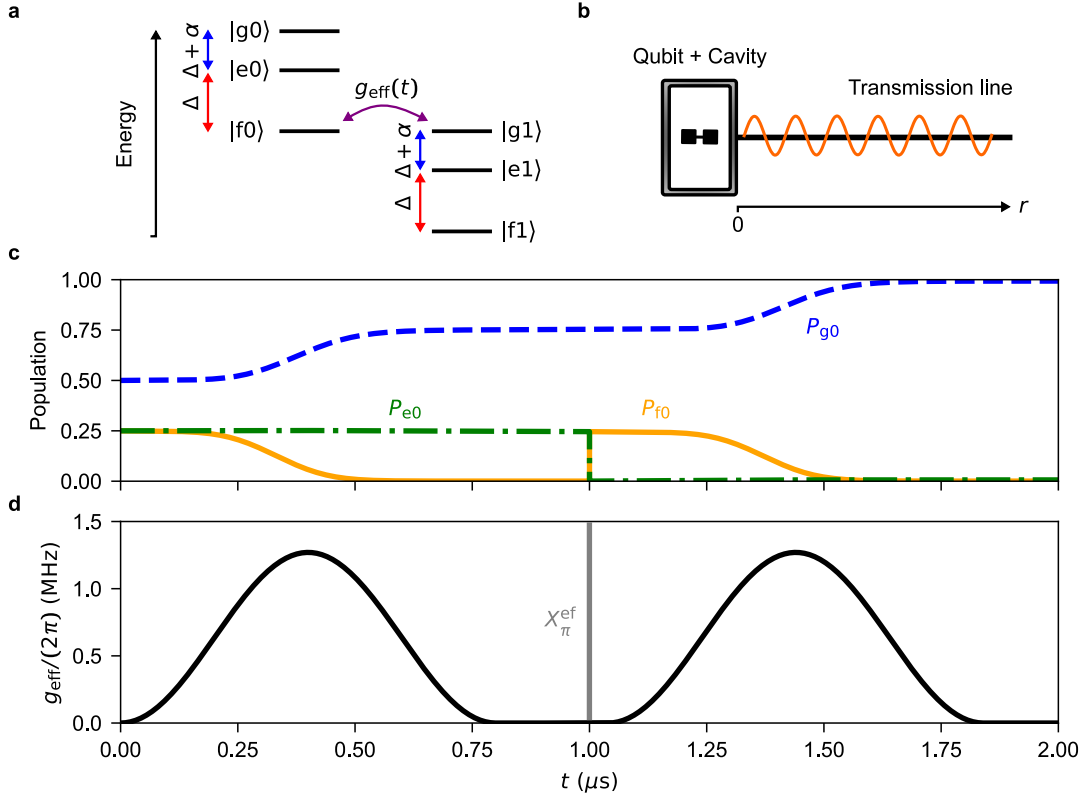 a
Energy
|g0⟩
|e0⟩
|f0⟩
Δ + α
Δ
g_eff(t)
|g1⟩
|e1⟩
|f1⟩
Δ + α
Δ
b
Qubit + Cavity
Transmission line
0
r
c
Population
1.00
0.75
0.50
0.25
0.00
P_g0
P_e0
P_f0
d
g_eff/(2π) (MHz)
1.5
1.0
0.5
0.0
X_π^ef
0.00 0.25 0.50 0.75 1.00 1.25 1.50 1.75 2.00
t (μs)